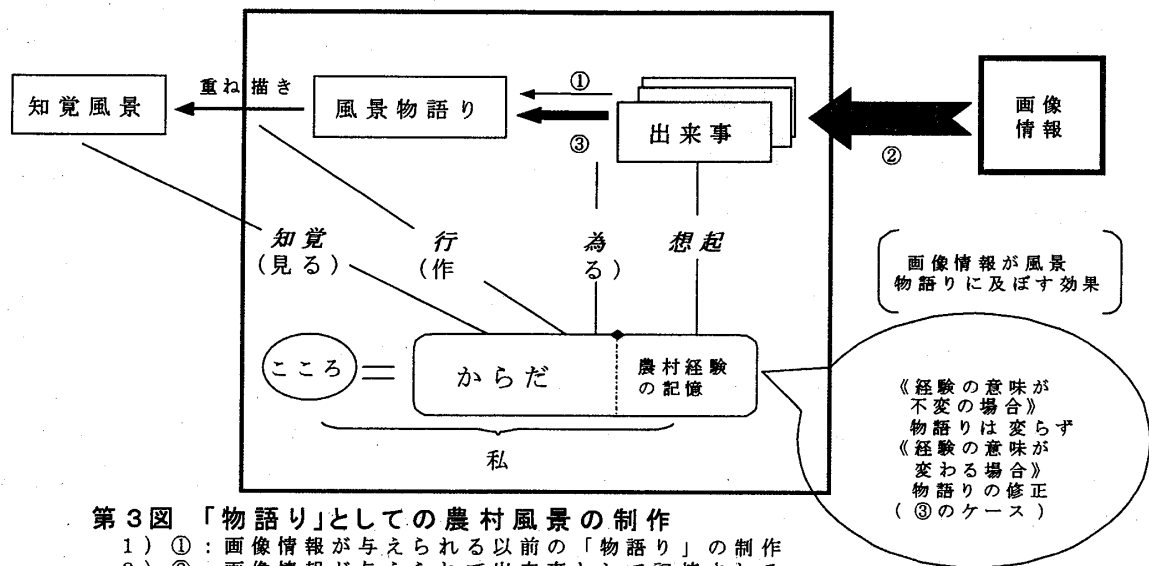 重ね描き
知覚風景
風景物語り
①
③
出来事
②
画像
情報
知覚
(見る)
行
(作
為
る)
想起
画像情報が風景
物語りに及ぼす効果
こころ
=
からだ
農村経験
の記憶
私
《経験の意味が
不変の場合》
物語りは変らず
《経験の意味が
変わる場合》
物語りの修正
(③のケース)
第3図 「物語り」としての農村風景の制作
1) ①:画像情報が与えられる以前の「物語り」の制作